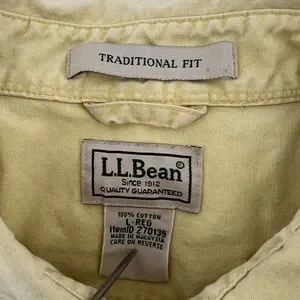 TRADITIONAL FIT
L.L.Bean®
Since 1912
QUALITY GUARANTEED
100% COTTON
L-REG
ItemID 270135
MADE IN MALAYSIA
CARE ON REVERSE